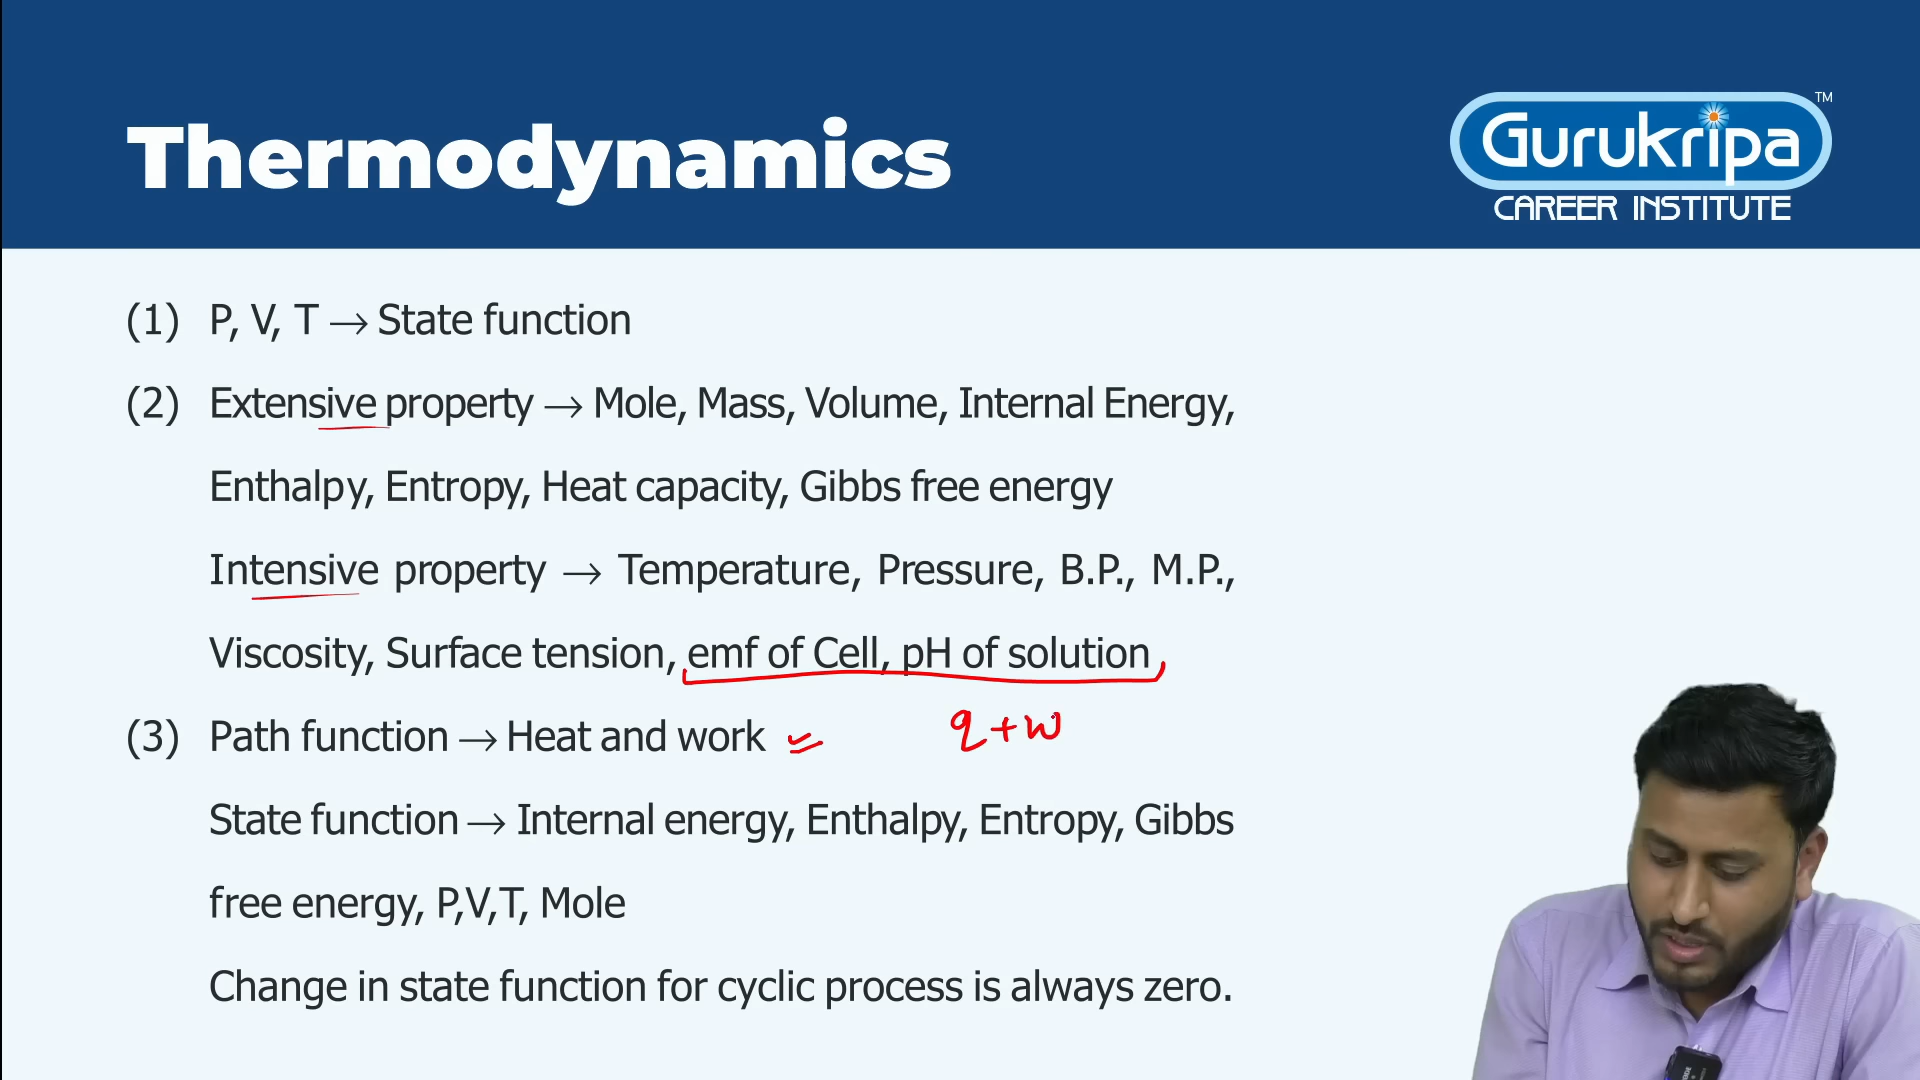 Thermodynamics
Gurukripa TM
CAREER INSTITUTE
(1) P, V, T → State function
(2) Extensive property → Mole, Mass, Volume, Internal Energy,
Enthalpy, Entropy, Heat capacity, Gibbs free energy
Intensive property → Temperature, Pressure, B.P., M.P.,
Viscosity, Surface tension, emf of Cell, pH of solution
(3) Path function → Heat and work
q + w
State function → Internal energy, Enthalpy, Entropy, Gibbs
free energy, P,V,T, Mole
Change in state function for cyclic process is always zero.